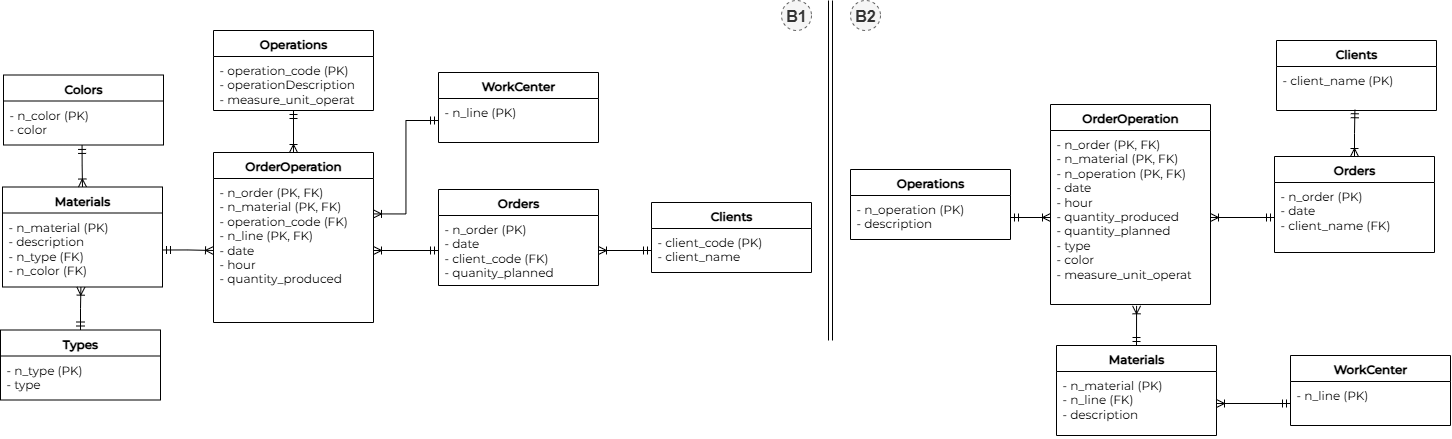 B1
Operations
- operation_code (PK)
- operationDescription
- measure_unit_operat
Colors
- n_color (PK)
- color
WorkCenter
- n_line (PK)
OrderOperation
- n_order (PK, FK)
- n_material (PK, FK)
- operation_code (FK)
- n_line (PK, FK)
- date
- hour
- quantity_produced
Materials
- n_material (PK)
- description
- n_type (FK)
- n_color (FK)
Orders
- n_order (PK)
- date
- client_code (FK)
- quanity_planned
Clients
- client_code (PK)
- client_name
Types
- n_type (PK)
- type
B2
Clients
- client_name (PK)
OrderOperation
- n_order (PK, FK)
- n_material (PK, FK)
- n_operation (PK, FK)
- date
- hour
- quantity_produced
- quantity_planned
- type
- color
- measure_unit_operat
Operations
- n_operation (PK)
- description
Orders
- n_order (PK)
- date
- client_name (FK)
Materials
- n_material (PK)
- n_line (FK)
- description
WorkCenter
- n_line (PK)